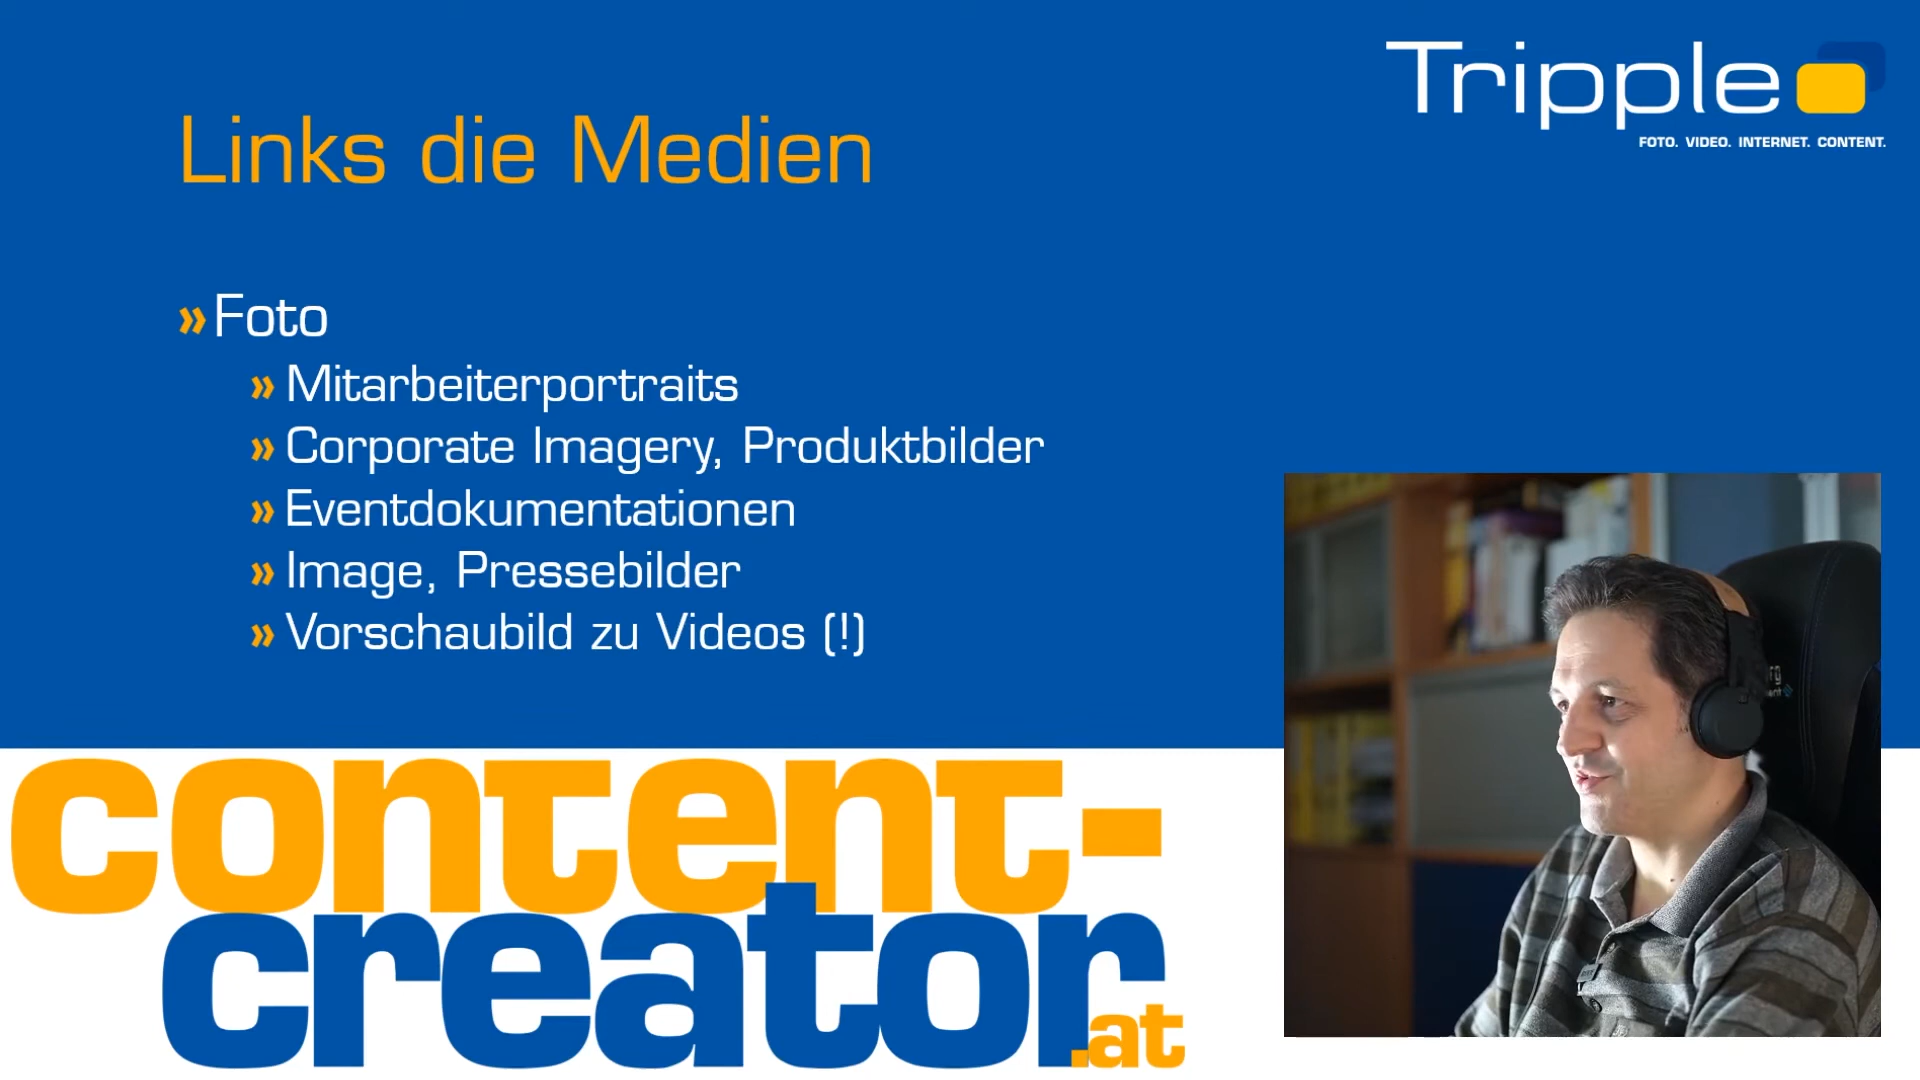 Tripple
FOTO. VIDEO. INTERNET. CONTENT.
Links die Medien
» Foto
» Mitarbeiterportraits
» Corporate Imagery, Produktbilder
» Eventdokumentationen
» Image, Pressebilder
» Vorschaubild zu Videos (!)
content-
creator
.at